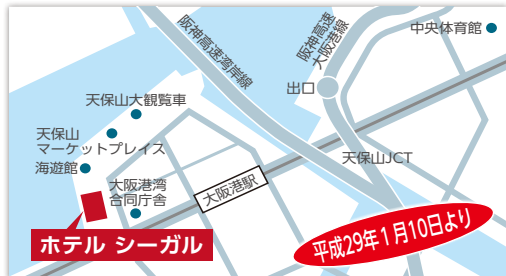 中央体育館
阪神高速湾岸線
阪神高速
大阪港線
出口
天保山大観覧車
天保山
マーケットプレイス
海遊館
大阪港湾
合同庁舎
大阪港駅
天保山JCT
ホテル シーガル
平成29年1月10日より